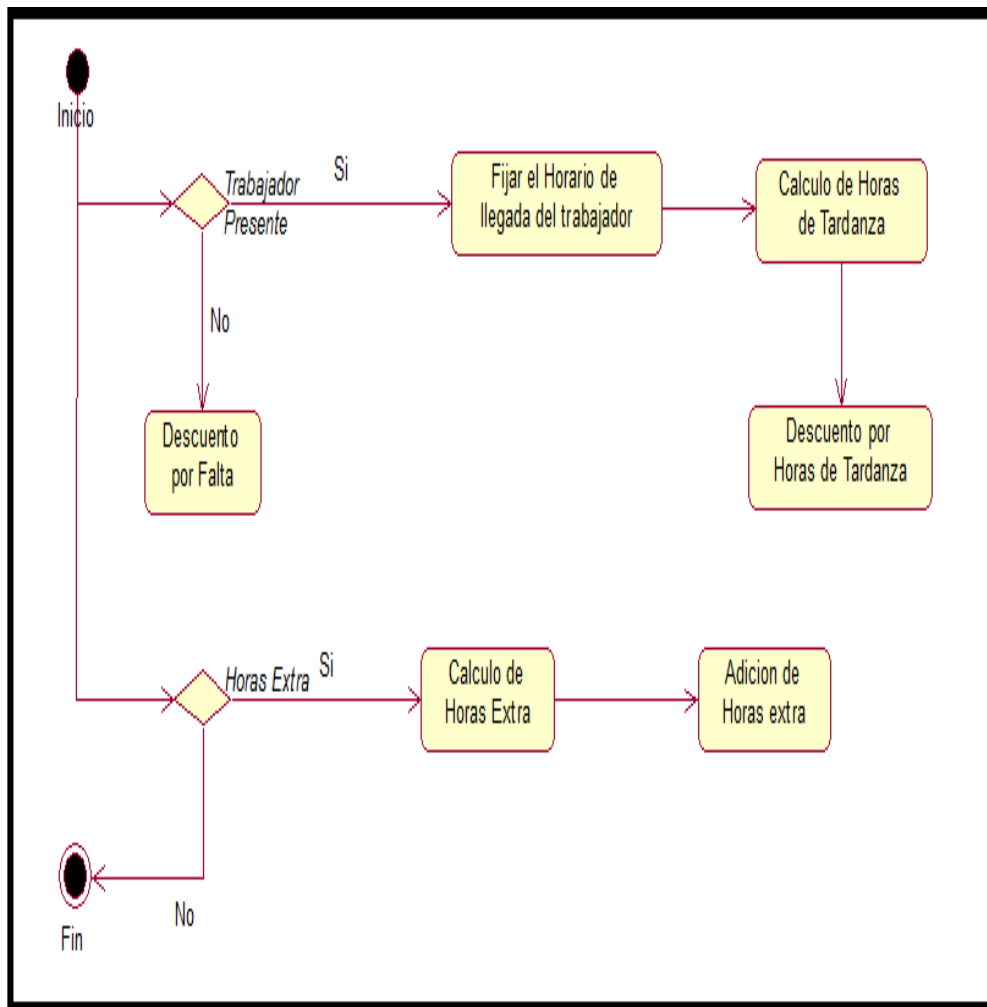 Inicio
Trabajador
Presente
Si
Fijar el Horario de
llegada del trabajador
Calculo de Horas
de Tardanza
No
Descuento
por Falta
Descuento por
Horas de Tardanza
Horas Extra
Si
Calculo de
Horas Extra
Adicion de
Horas extra
No
Fin